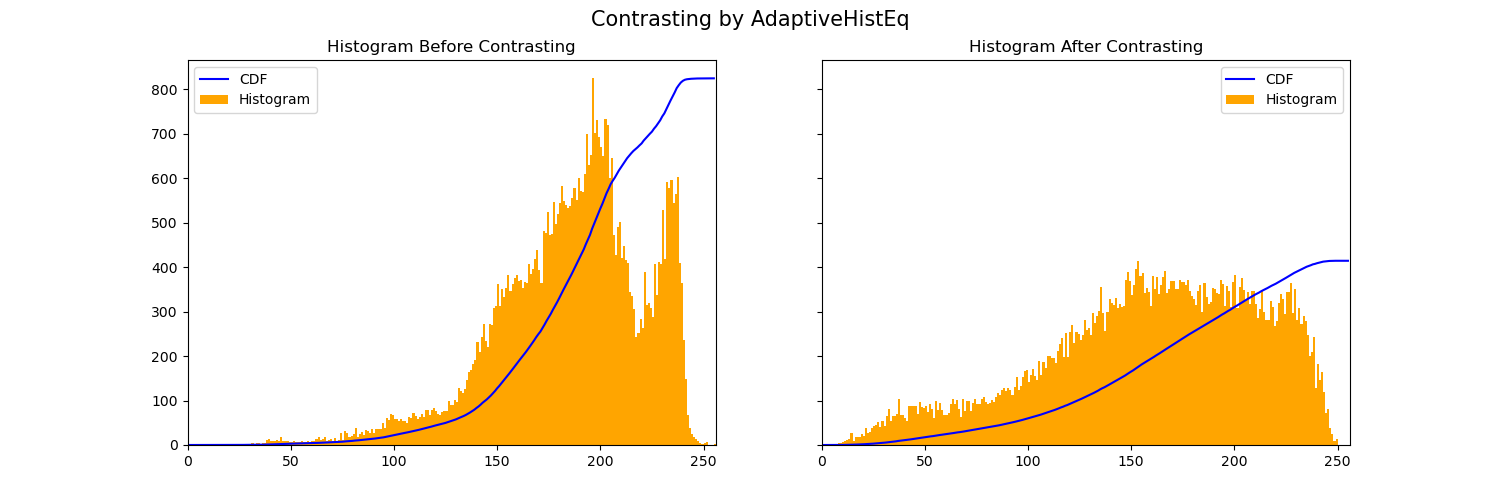 Contrasting by AdaptiveHistEq
Histogram Before Contrasting
CDF
Histogram
800
700
600
500
400
300
200
100
0
0 50 100 150 200 250
Histogram After Contrasting
CDF
Histogram
0 50 100 150 200 250